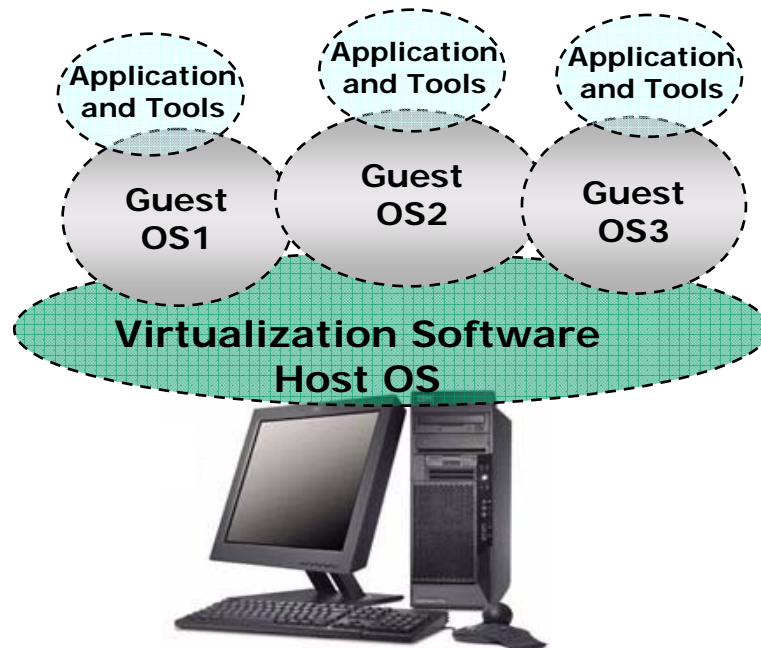 Application
and Tools
Application
and Tools
Application
and Tools
Guest
OS1
Guest
OS2
Guest
OS3
Virtualization Software
Host OS